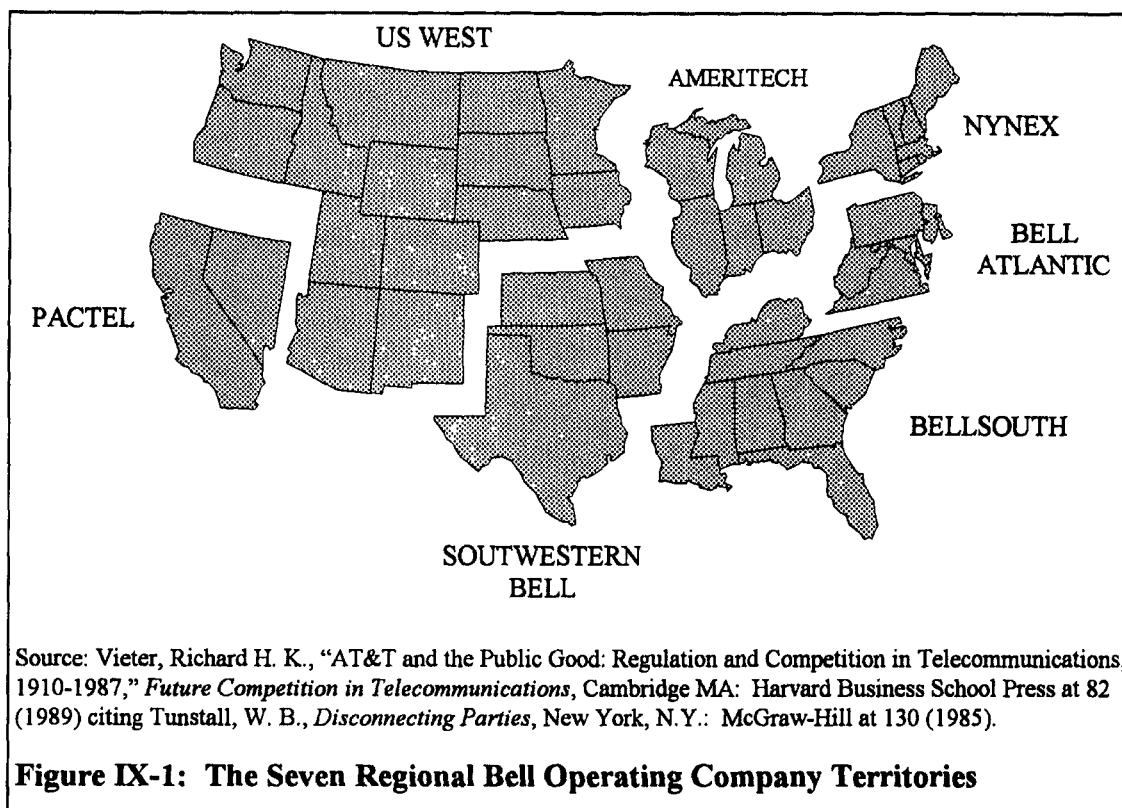 US WEST
AMERITECH
NYNEX
BELL
ATLANTIC
PACTEL
BELLSOUTH
SOUTWESTERN
BELL
Source: Vieter, Richard H. K., “AT&T and the Public Good: Regulation and Competition in Telecommunications,
1910-1987,” Future Competition in Telecommunications, Cambridge MA: Harvard Business School Press at 82
(1989) citing Tunstall, W. B., Disconnecting Parties, New York, N.Y.: McGraw-Hill at 130 (1985).
Figure IX-1: The Seven Regional Bell Operating Company Territories